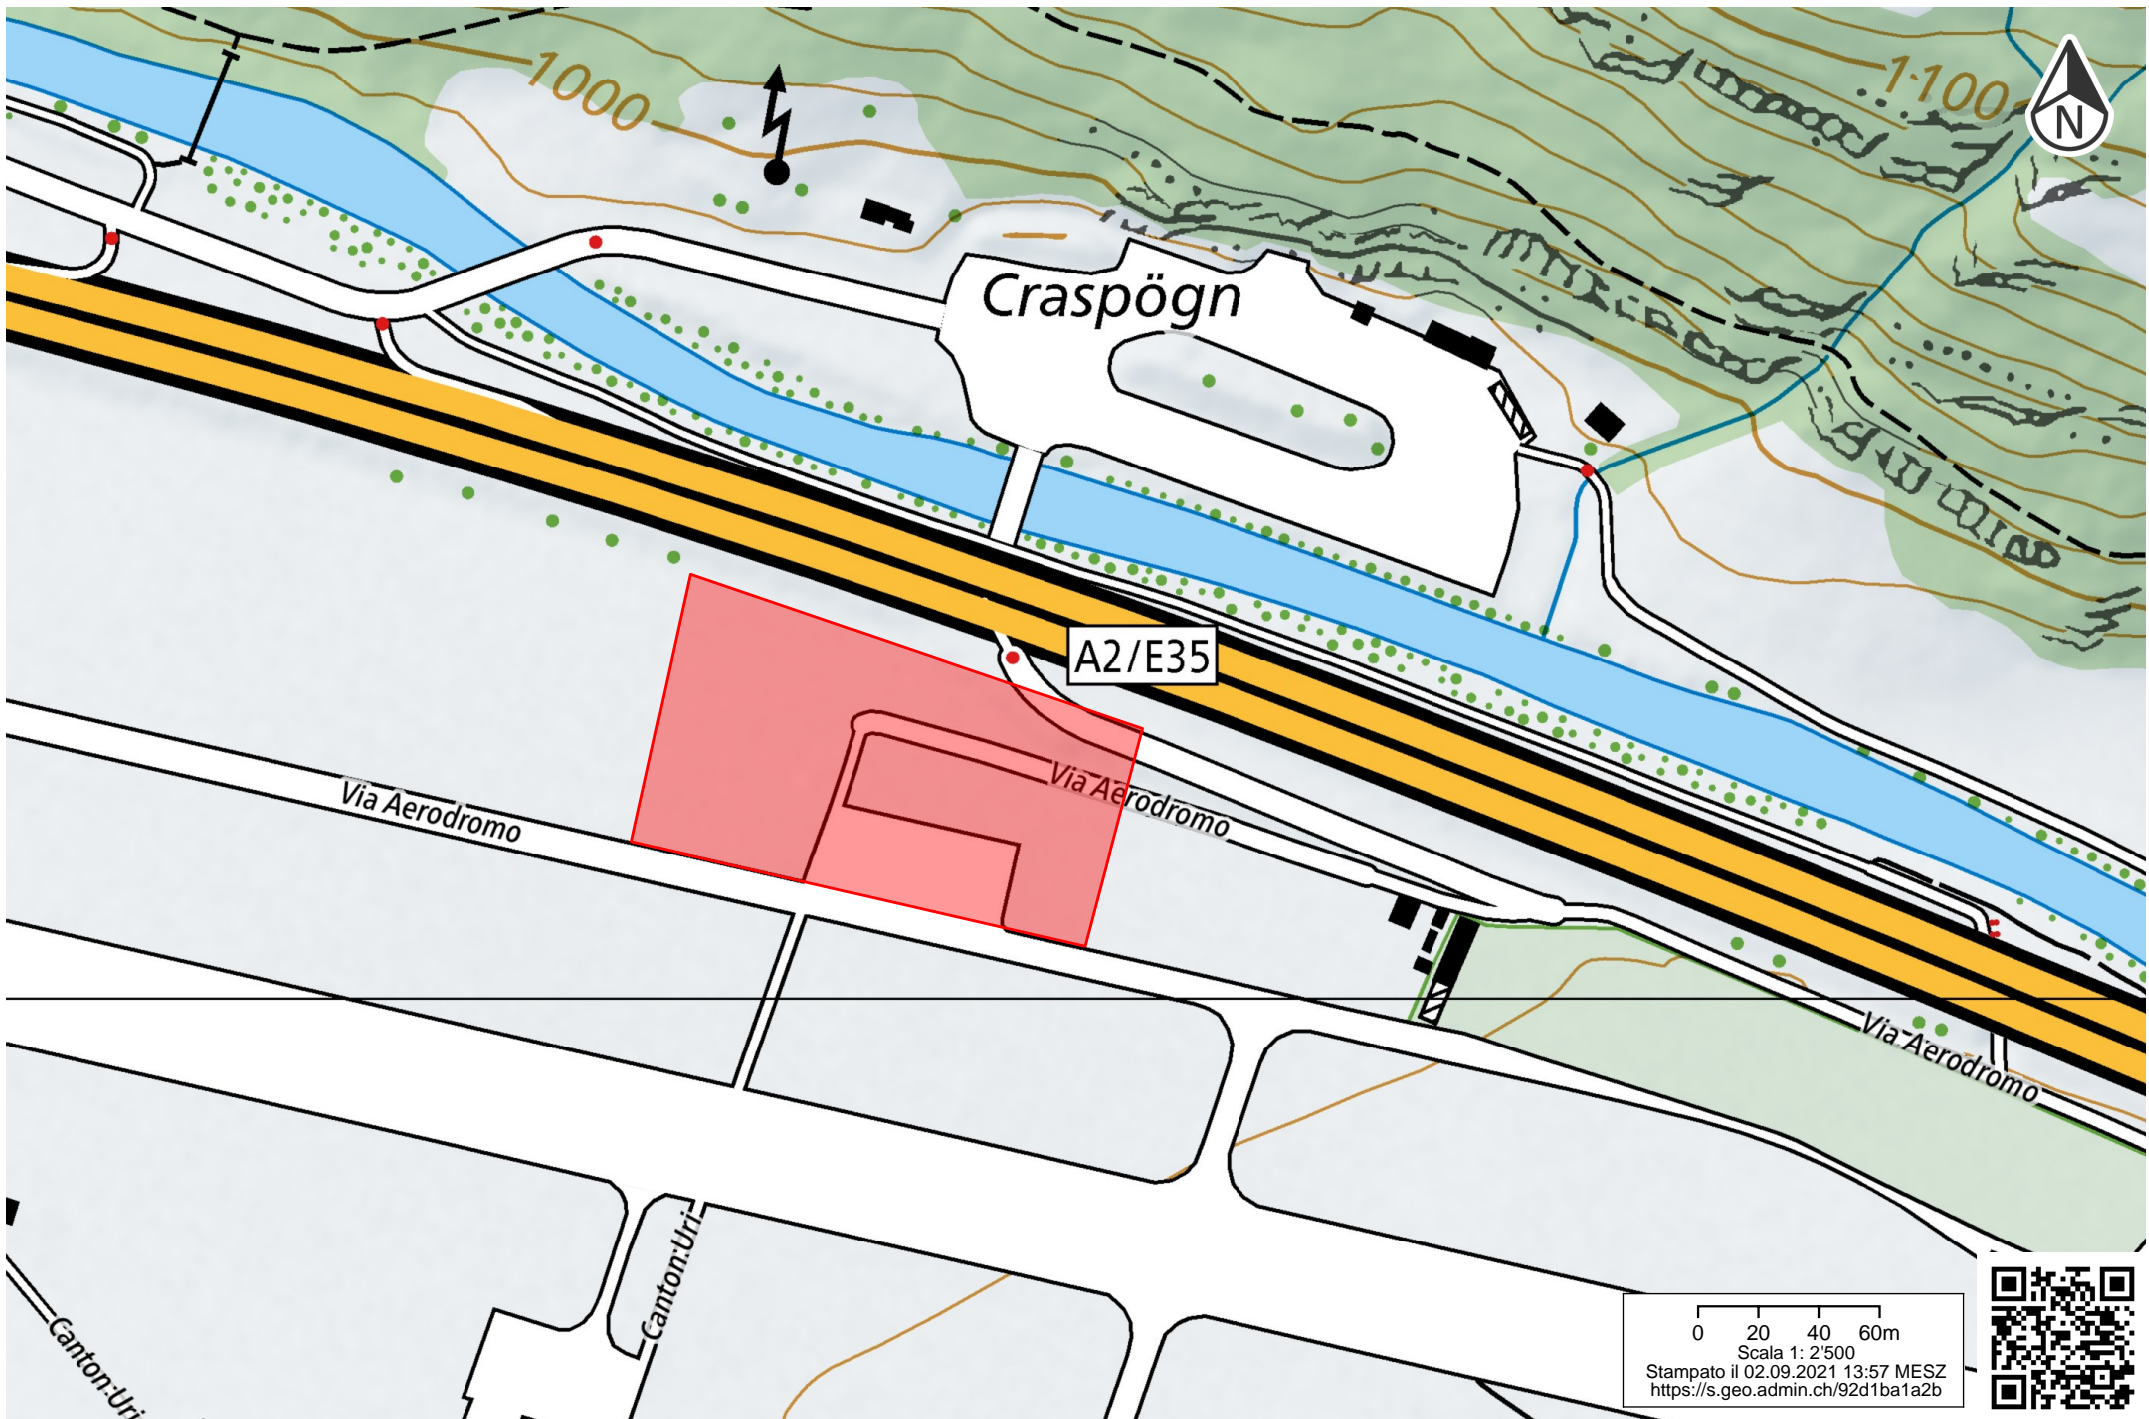 1000
1100
N
Craspögn
A2/E35
Via Aerodromo
Via Aerodromo
Via Aerodromo
Canton:Uri
Canton:Uri
0 20 40 60m
Scala 1: 2'500
Stampato il 02.09.2021 13:57 MESZ
https://s.geo.admin.ch/92d1ba1a2b